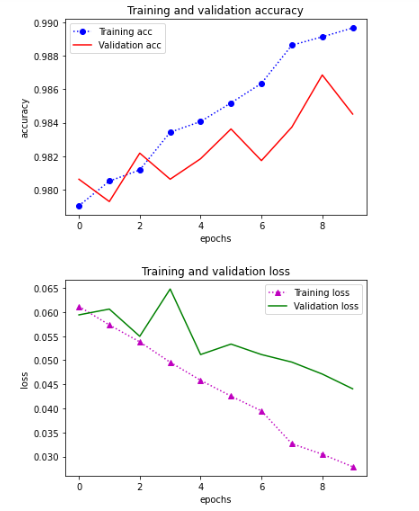 Training and validation accuracy
0.990
0.988
0.986
0.984
0.982
0.980
accuracy
Training acc
Validation acc
0 2 4 6 8
epochs
Training and validation loss
0.065
0.060
0.055
0.050
0.045
0.040
0.035
0.030
loss
Training loss
Validation loss
0 2 4 6 8
epochs